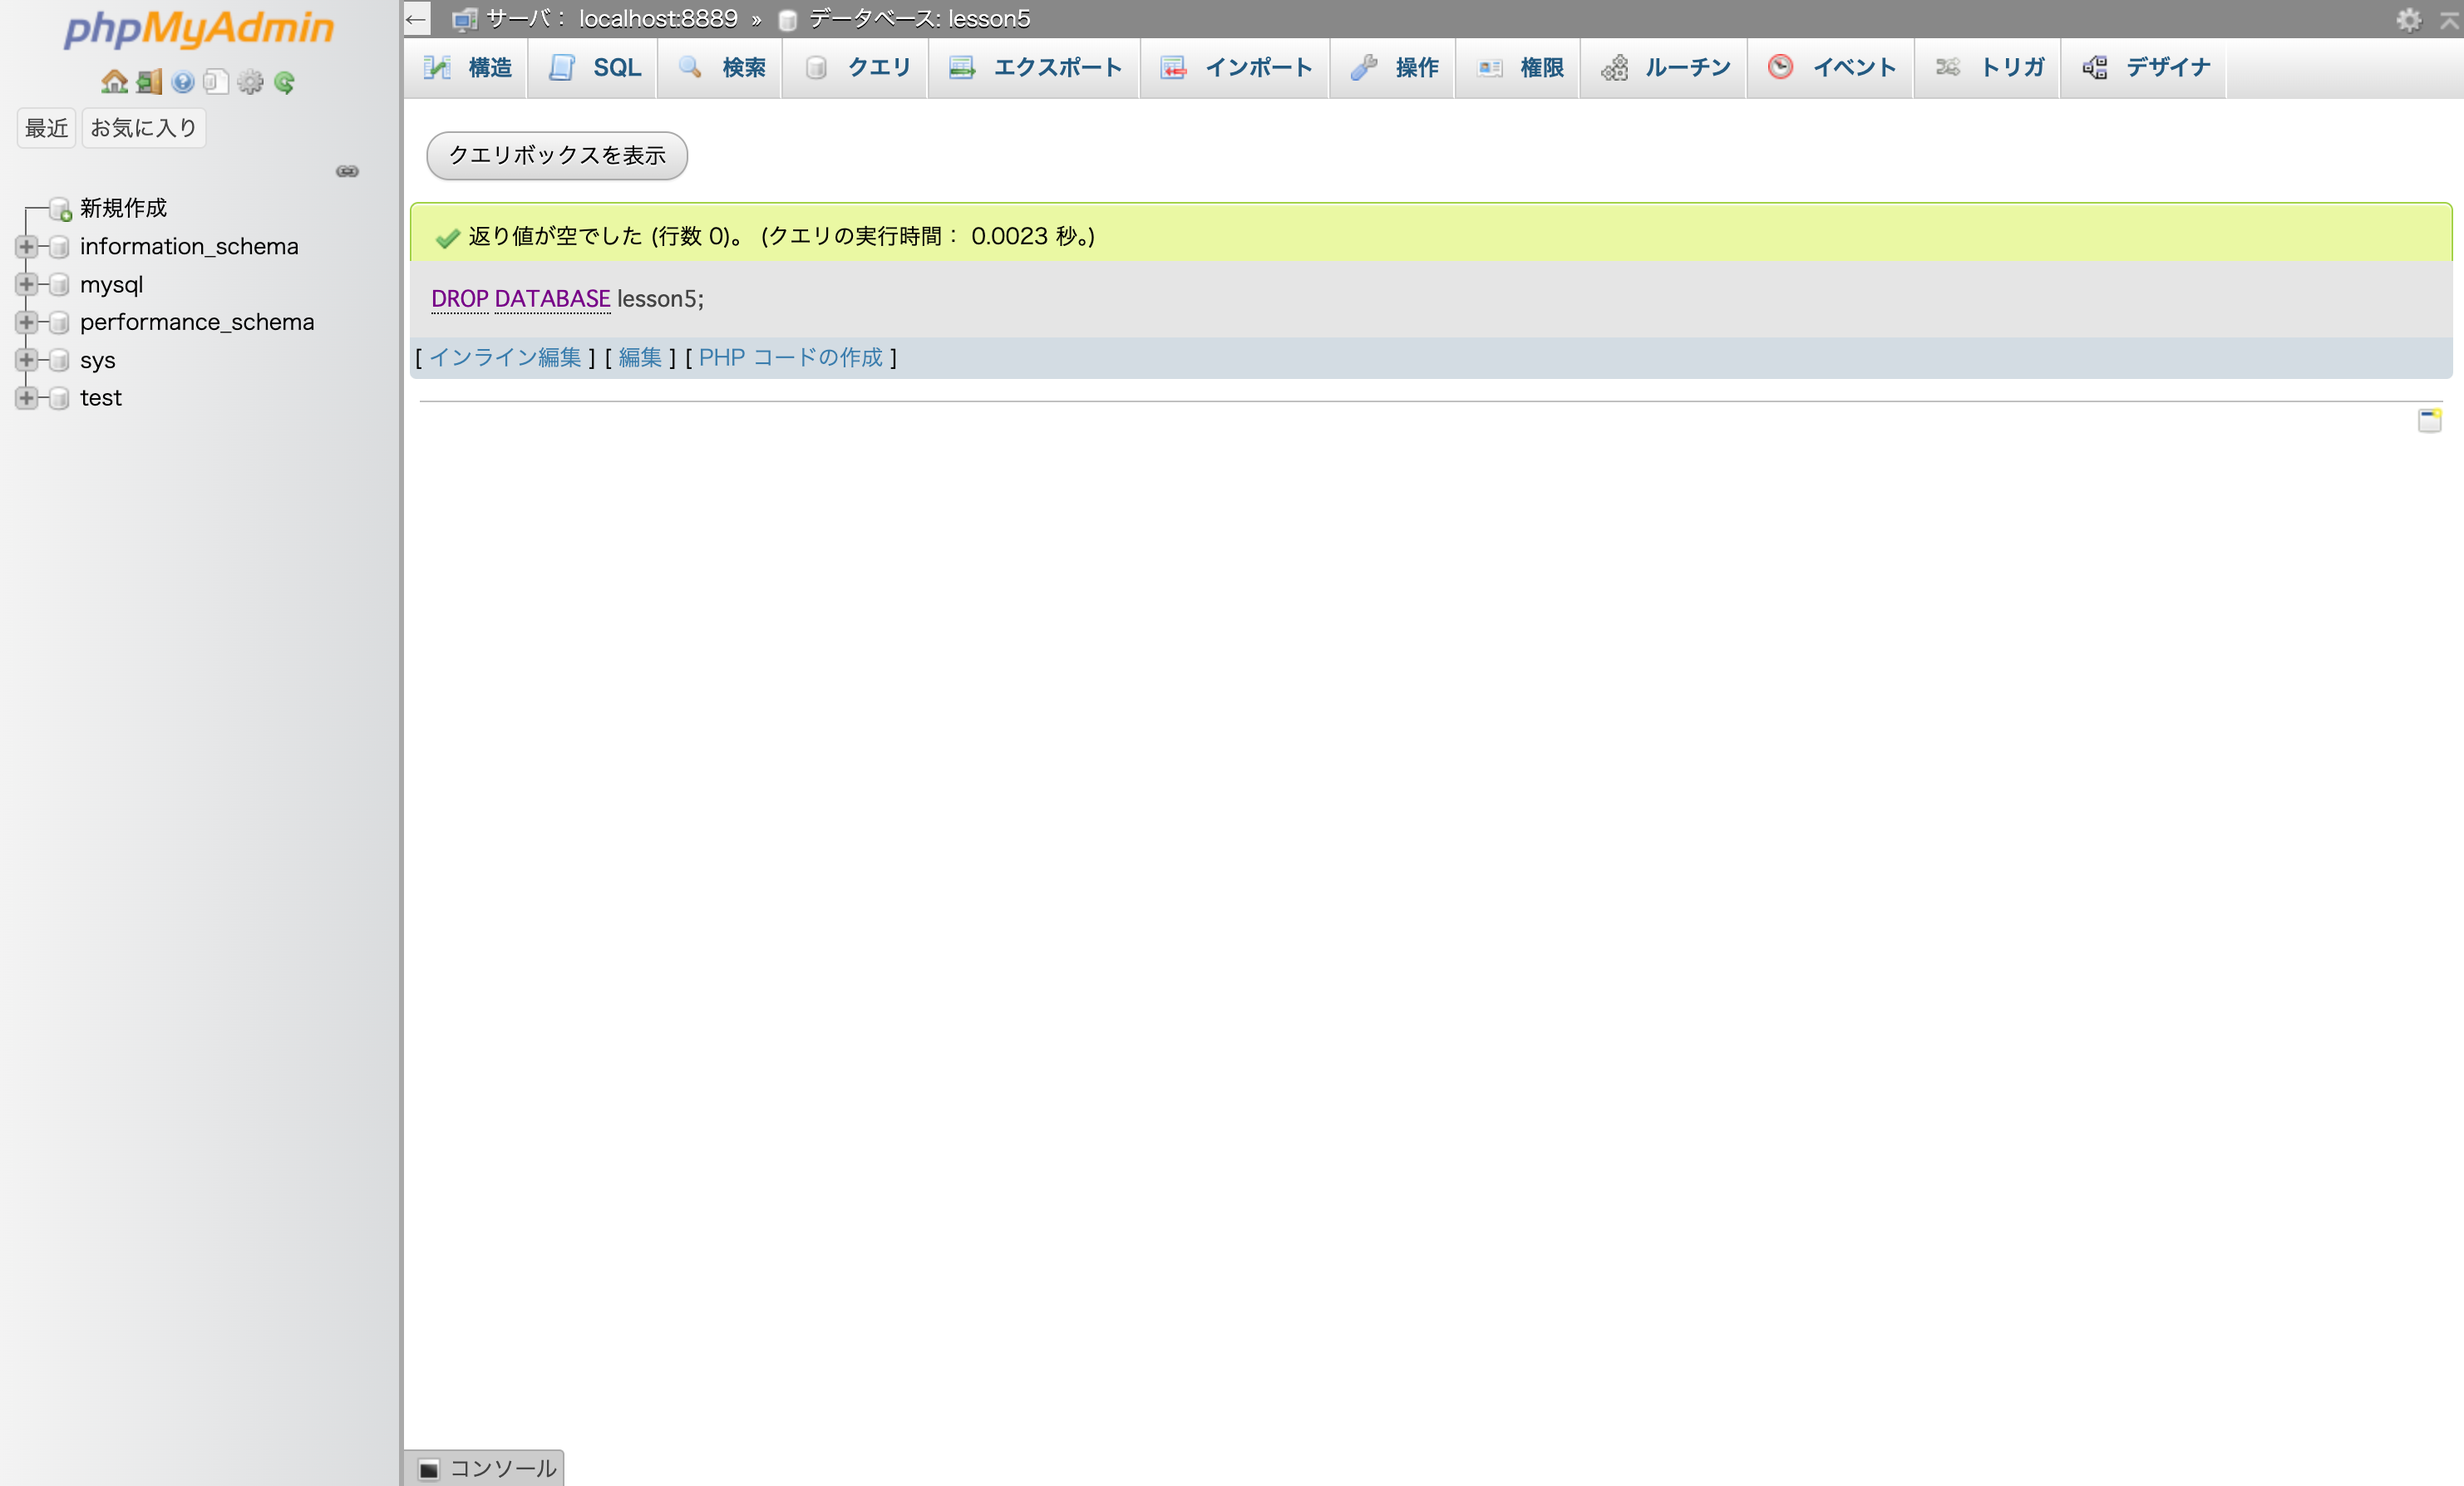 phpMyAdmin
最近 お気に入り
新規作成
information_schema
mysql
performance_schema
sys
test
← サーバ： localhost:8889 » データベース: lesson5
構造 SQL 検索 クエリ エクスポート インポート 操作 権限 ルーチン イベント トリガ デザイナ
クエリボックスを表示
返り値が空でした (行数 0)。 (クエリの実行時間： 0.0023 秒。)
DROP DATABASE lesson5;
[ インライン編集 ] [ 編集 ] [ PHP コードの作成 ]
コンソール